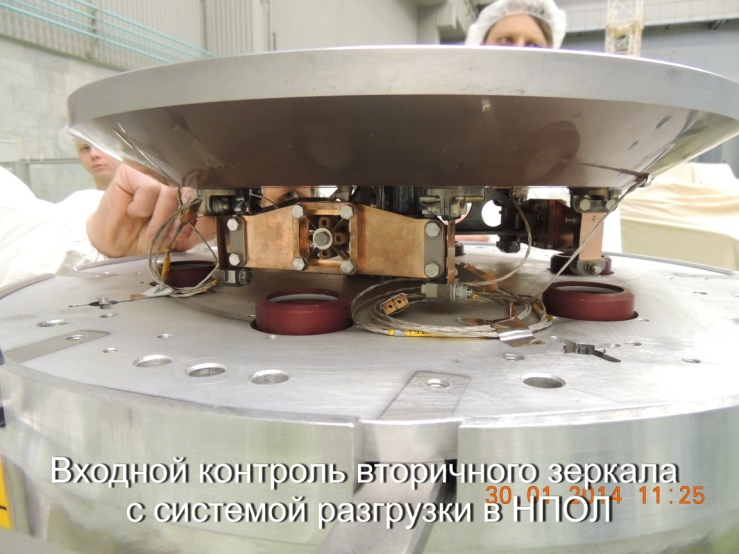 Входной контроль вторичного зеркала
с системой разгрузки в НПОЛ
30 01 2014 11:25